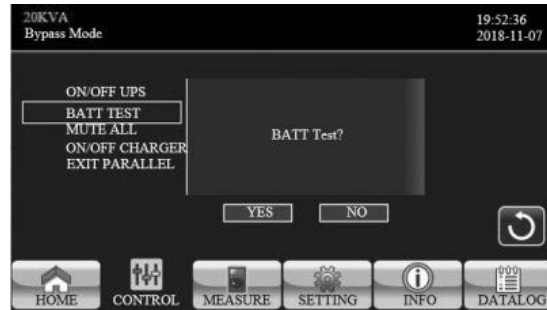 20KVA
Bypass Mode
19:52:36
2018-11-07
ON/OFF UPS
BATT TEST
MUTE ALL
ON/OFF CHARGER
EXIT PARALLEL
BATT Test?
YES NO
HOME CONTROL MEASURE SETTING INFO DATALOG